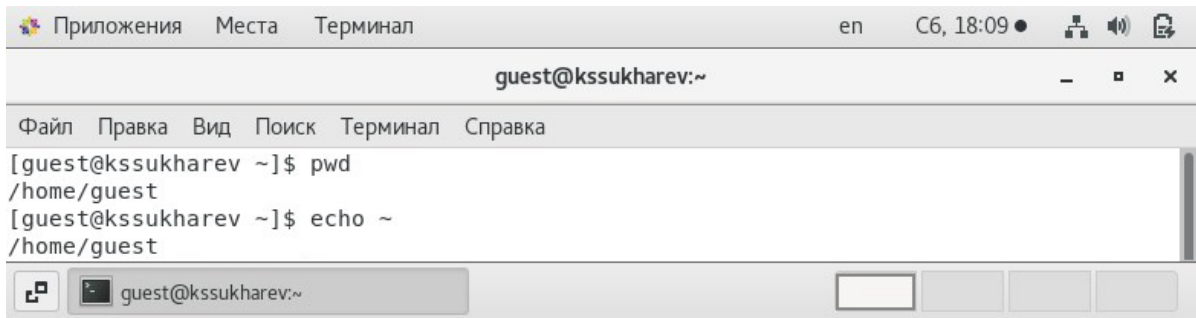 Приложения Места Терминал en Сб, 18:09
guest@kssukharev:~
Файл Правка Вид Поиск Терминал Справка
[guest@kssukharev ~]$ pwd
/home/guest
[guest@kssukharev ~]$ echo ~
/home/guest
guest@kssukharev:~